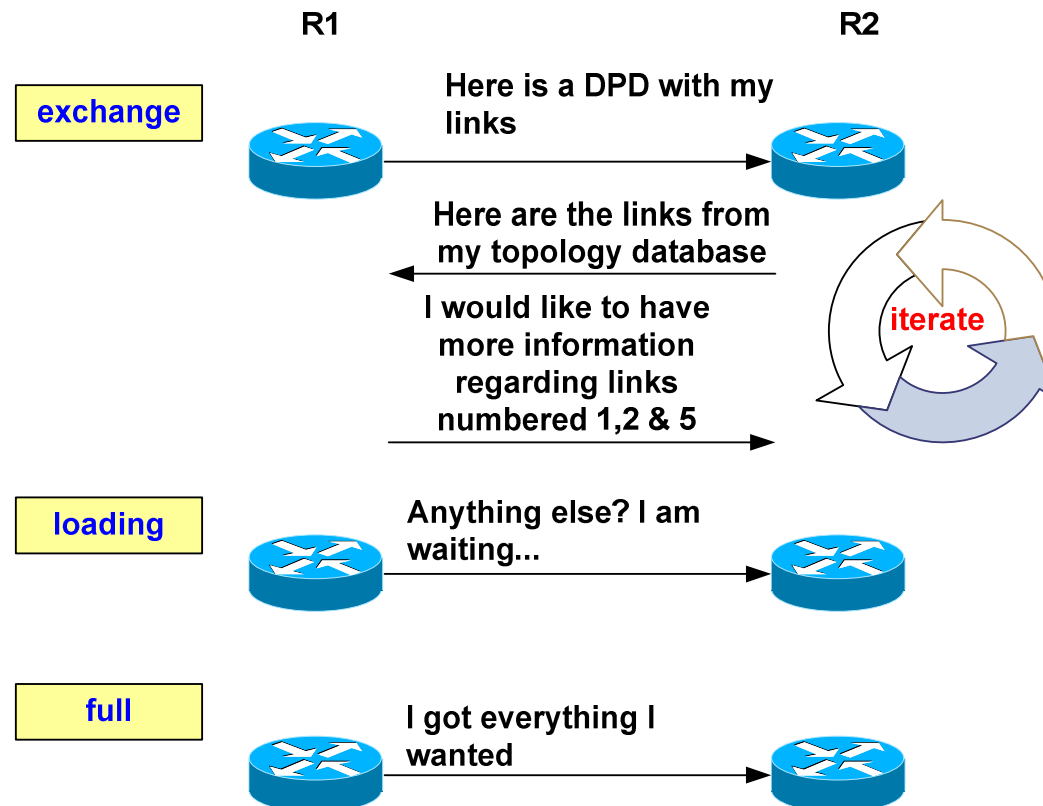 R1
R2
exchange
Here is a DPD with my
links
Here are the links from
my topology database
I would like to have
more information
regarding links
numbered 1,2 & 5
iterate
loading
Anything else? I am
waiting...
full
I got everything I
wanted